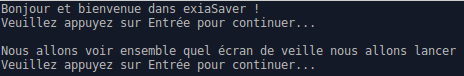 Bonjour et bienvenue dans exiaSaver !
Veuillez appuyez sur Entrée pour continuer...
Nous allons voir ensemble quel écran de veille nous allons lancer
Veuillez appuyez sur Entrée pour continuer...